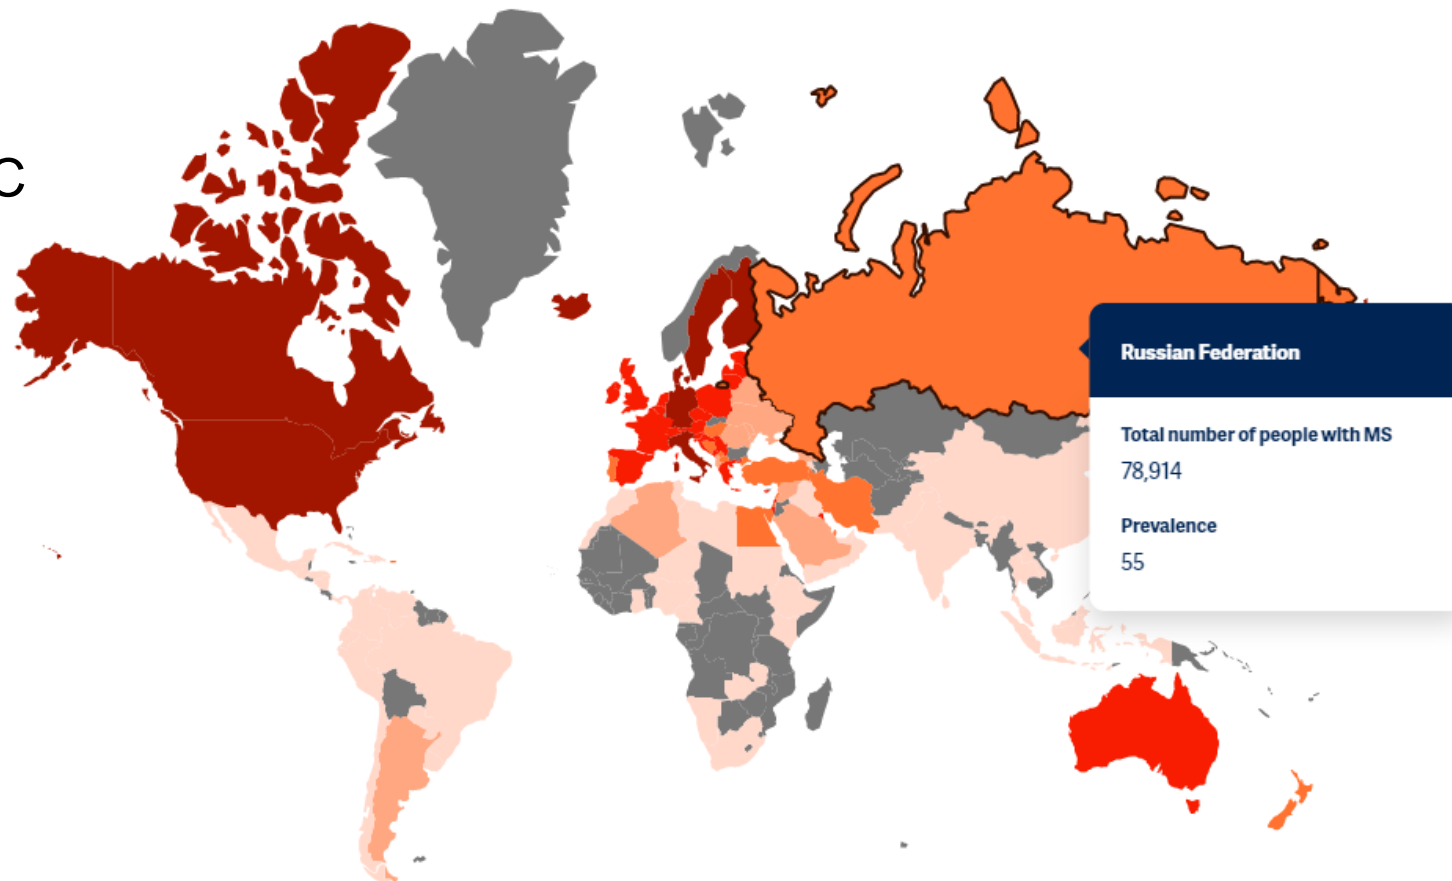 с
Russian Federation
Total number of people with MS
78,914
Prevalence
55